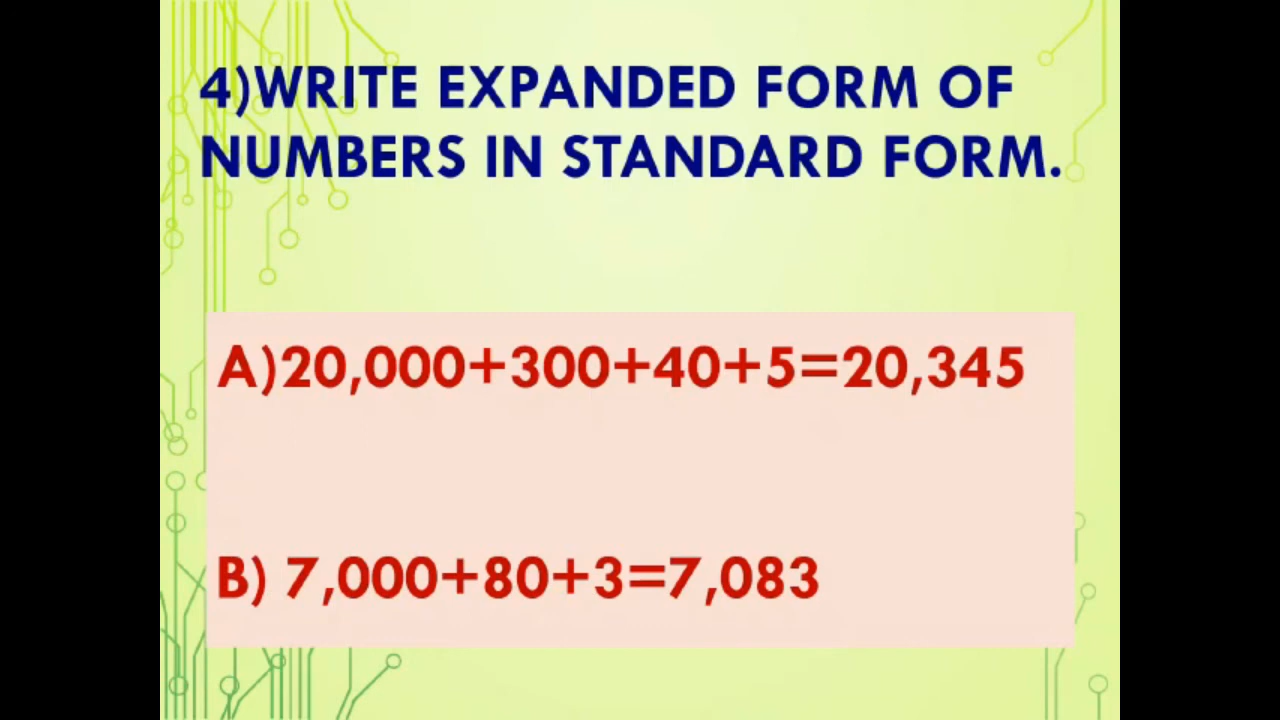 4)WRITE EXPANDED FORM OF
NUMBERS IN STANDARD FORM.
A)20,000+300+40+5=20,345
B) 7,000+80+3=7,083